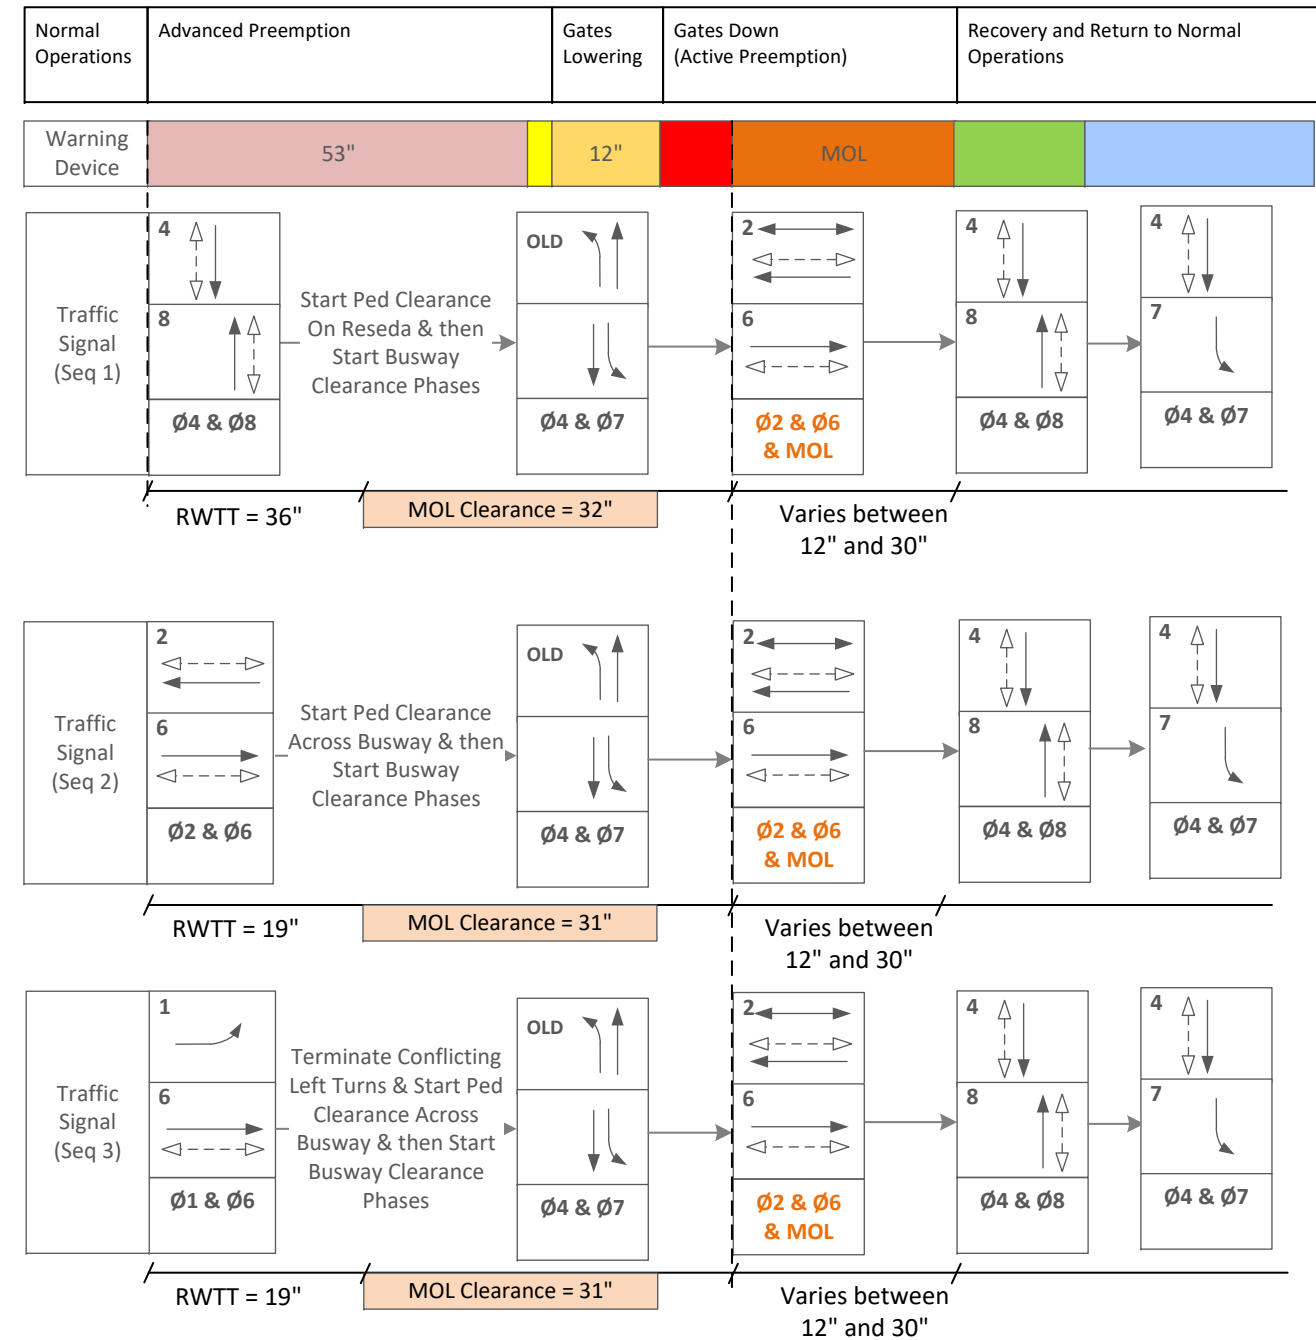 Normal
Operations
Advanced Preemption
Gates
Lowering
Gates Down
(Active Preemption)
Recovery and Return to Normal
Operations
Warning
Device
53"
12"
MOL
Traffic
Signal
(Seq 1)
4
8
Ø4 & Ø8
Start Ped Clearance
On Reseda & then
Start Busway
Clearance Phases
OLD
Ø4 & Ø7
2
6
Ø2 & Ø6
& MOL
4
8
Ø4 & Ø8
4
7
Ø4 & Ø7
RWTT = 36"
MOL Clearance = 32"
Varies between
12" and 30"
Traffic
Signal
(Seq 2)
2
6
Ø2 & Ø6
Start Ped Clearance
Across Busway & then
Start Busway
Clearance Phases
OLD
Ø4 & Ø7
2
6
Ø2 & Ø6
& MOL
4
8
Ø4 & Ø8
4
7
Ø4 & Ø7
RWTT = 19"
MOL Clearance = 31"
Varies between
12" and 30"
Traffic
Signal
(Seq 3)
1
6
Ø1 & Ø6
Terminate Conflicting
Left Turns & Start Ped
Clearance Across
Busway & then Start
Busway Clearance
Phases
OLD
Ø4 & Ø7
2
6
Ø2 & Ø6
& MOL
4
8
Ø4 & Ø8
4
7
Ø4 & Ø7
RWTT = 19"
MOL Clearance = 31"
Varies between
12" and 30"